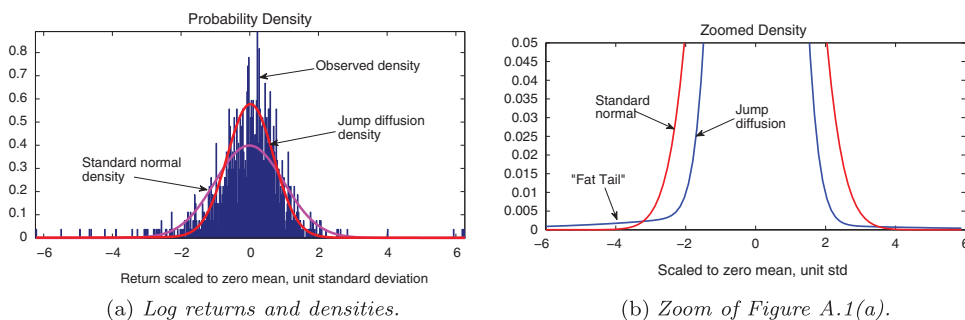 Probability Density
0.8
0.7
0.6
0.5
0.4
0.3
0.2
0.1
0
Observed density
Jump diffusion
density
Standard normal
density
−6 −4 −2 0 2 4 6
Return scaled to zero mean, unit standard deviation
(a) Log returns and densities.
Zoomed Density
0.05
0.045
0.04
0.035
0.03
0.025
0.02
0.015
0.01
0.005
0
Standard
normal
Jump
diffusion
"Fat Tail"
−6 −4 −2 0 2 4 6
Scaled to zero mean, unit std
(b) Zoom of Figure A.1(a).